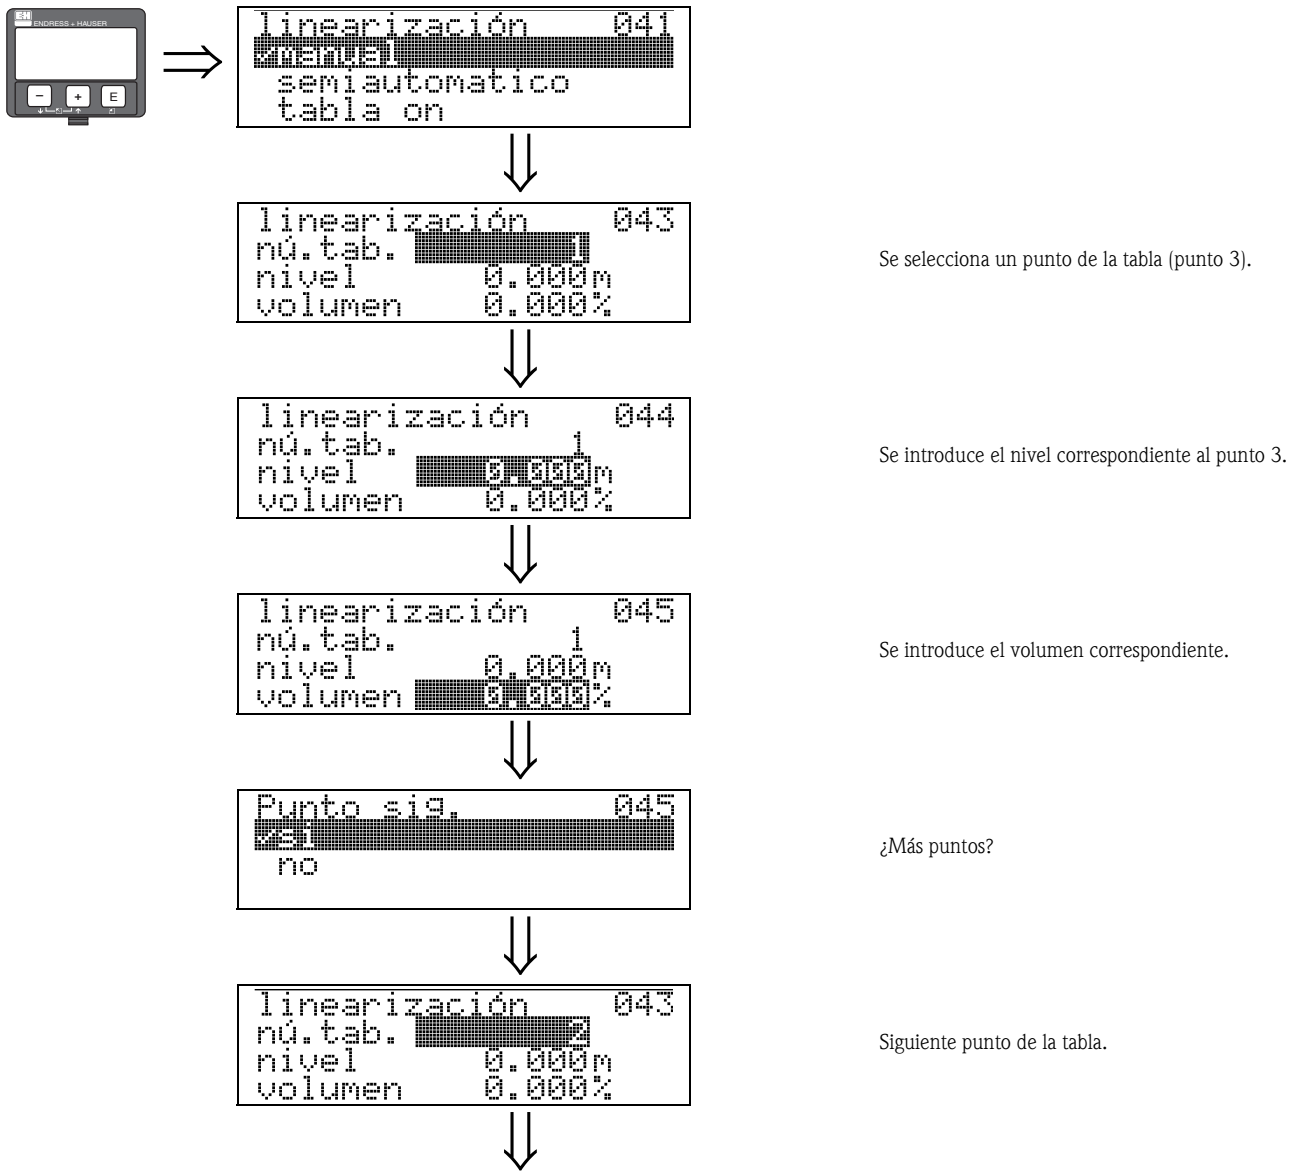 E+H
ENDRESS + HAUSER
– + E
linearización 041
✓manual
semiautomatico
tabla on
linearización 043
nú.tab. 1
nivel 0.000m
volumen 0.000%
Se selecciona un punto de la tabla (punto 3).
linearización 044
nú.tab. 1
nivel 0.000m
volumen 0.000%
Se introduce el nivel correspondiente al punto 3.
linearización 045
nú.tab. 1
nivel 0.000m
volumen 0.000%
Se introduce el volumen correspondiente.
Punto sig. 045
✓si
no
¿Más puntos?
linearización 043
nú.tab. 2
nivel 0.000m
volumen 0.000%
Siguiente punto de la tabla.